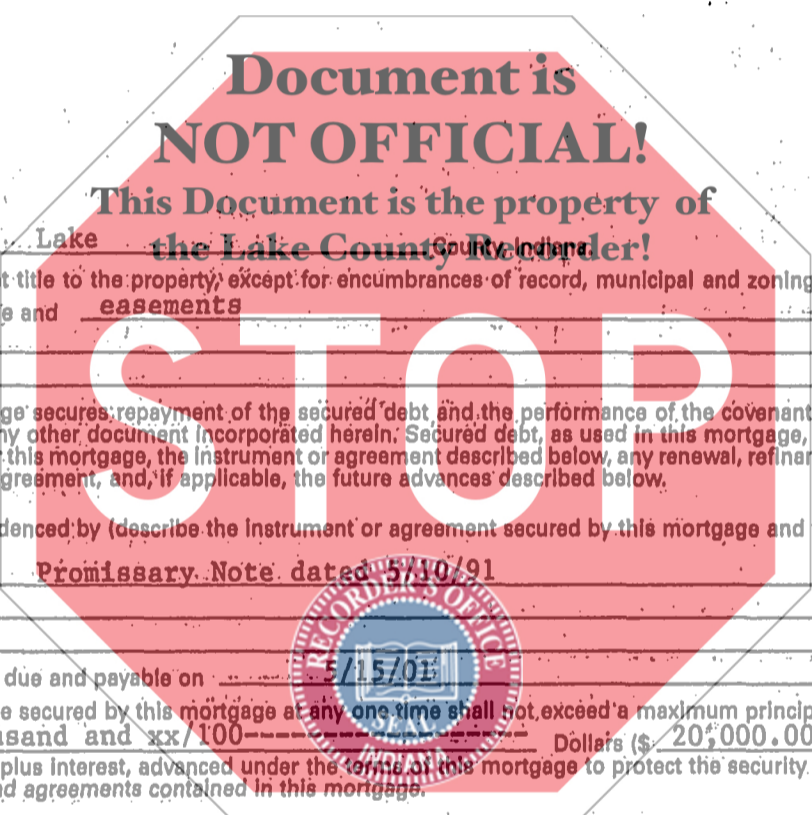 Document is
NOT OFFICIAL!
This Document is the property of
the Lake County Recorder!
Lake County, Indiana
t title to the property, except for encumbrances of record, municipal and zoning
e and easements
STOP
ge secures repayment of the secured debt and the performance of the covenant
ny other document incorporated herein. Secured debt, as used in this mortgage,
this mortgage, the instrument or agreement described below, any renewal, refinan
greement, and, if applicable, the future advances described below.
denced by (describe the instrument or agreement secured by this mortgage and
Promissary Note dated 5/10/91
RECORDER'S OFFICE
due and payable on /15/01
e secured by this mortgage at any one time shall not exceed a maximum princip
usand and xx/100-------------------- Dollars ($ 20,000.00
INDIANA
plus interest, advanced under the terms of this mortgage to protect the security
nd agreements contained in this mortgage.